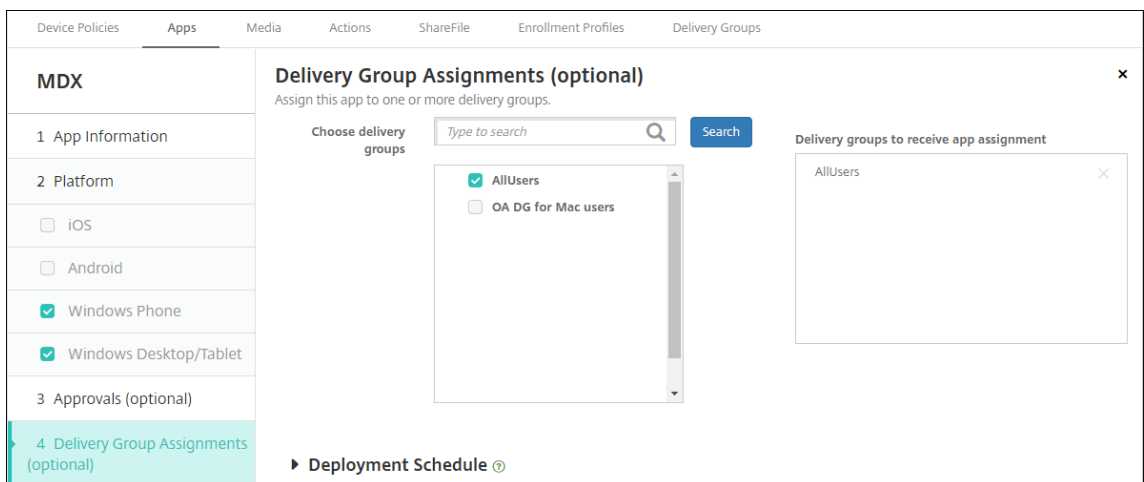 Device Policies Apps Media Actions ShareFile Enrollment Profiles Delivery Groups
MDX
1 App Information
2 Platform
iOS
Android
Windows Phone
Windows Desktop/Tablet
3 Approvals (optional)
4 Delivery Group Assignments
(optional)
Delivery Group Assignments (optional)
×
Assign this app to one or more delivery groups.
Choose delivery
groups
Type to search
Search
AllUsers
OA DG for Mac users
Delivery groups to receive app assignment
AllUsers ×
Deployment Schedule ?